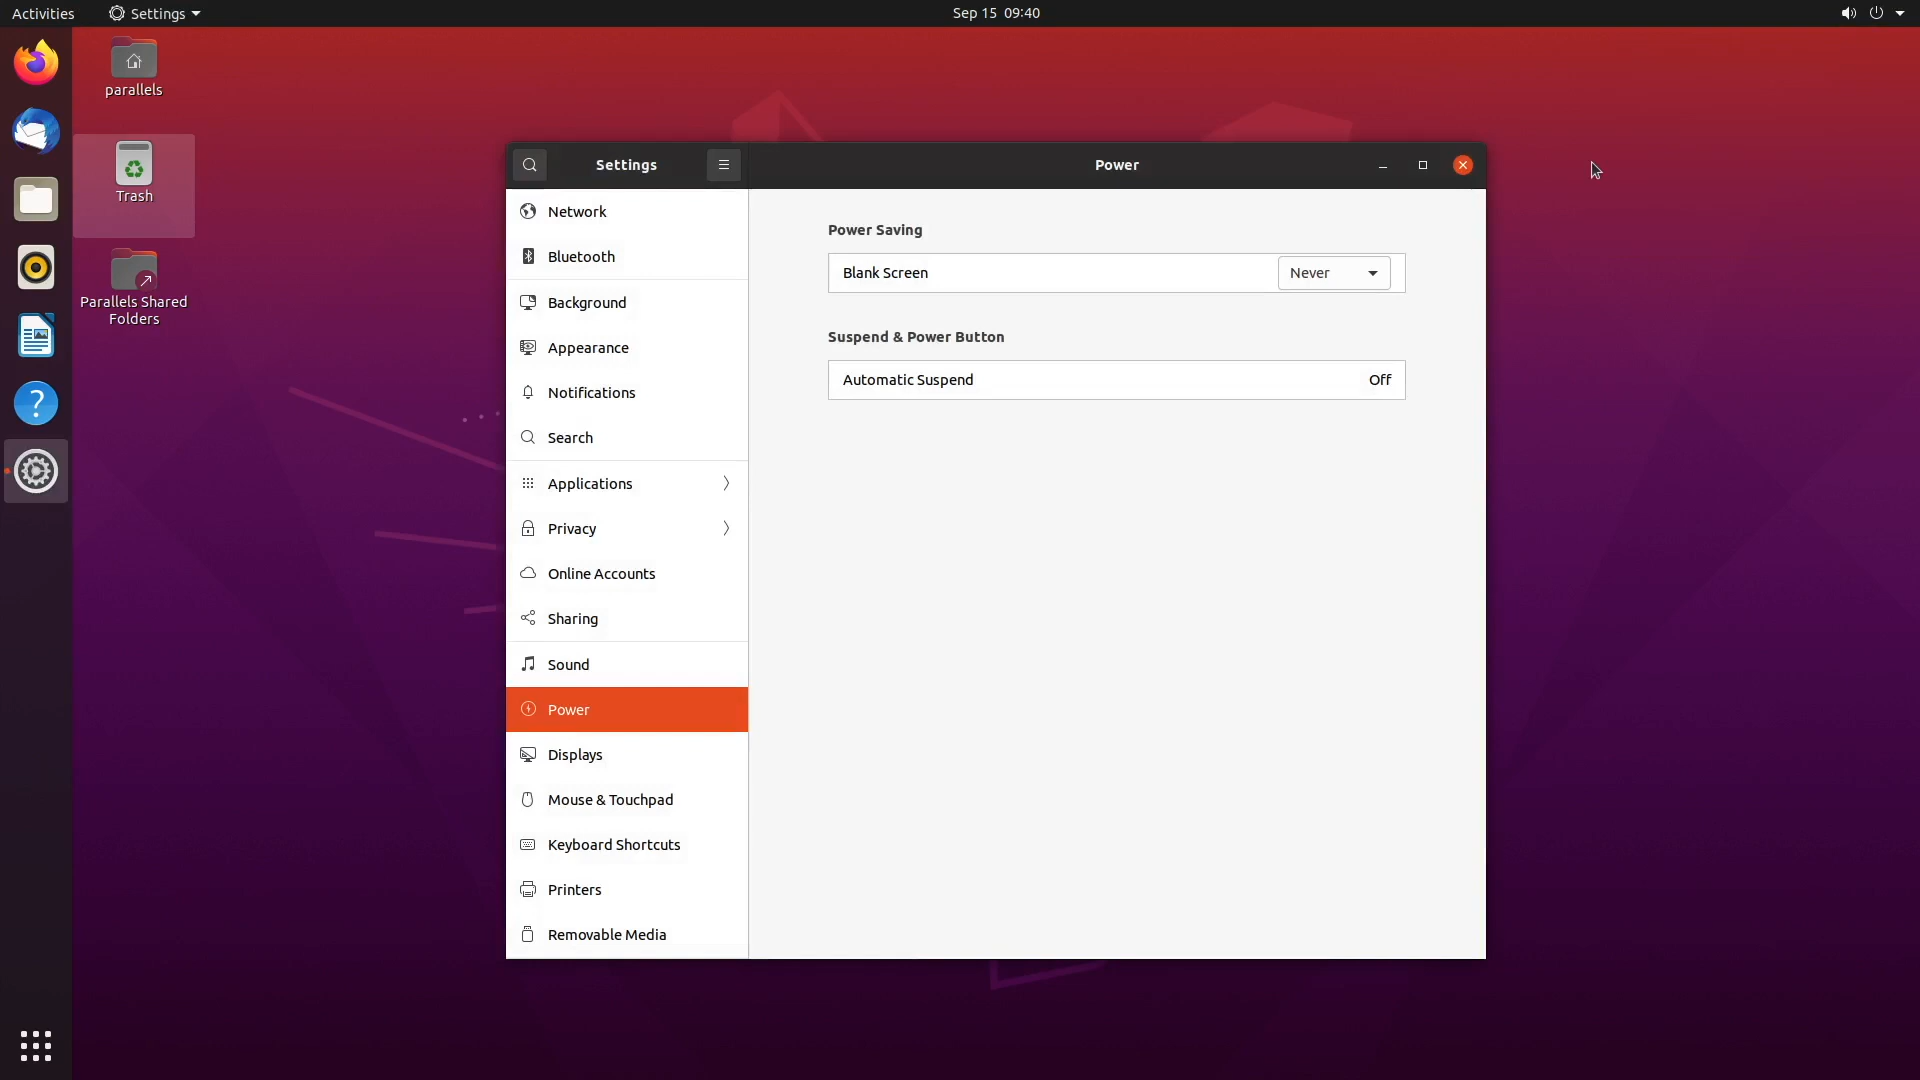 Activities
Settings
Sep 15 09:40
parallels
Trash
Parallels Shared
Folders
Settings
Power
Network
Bluetooth
Background
Appearance
Notifications
Search
Applications
Privacy
Online Accounts
Sharing
Sound
Power
Displays
Mouse & Touchpad
Keyboard Shortcuts
Printers
Removable Media
Power Saving
Blank Screen
Never
Suspend & Power Button
Automatic Suspend
Off